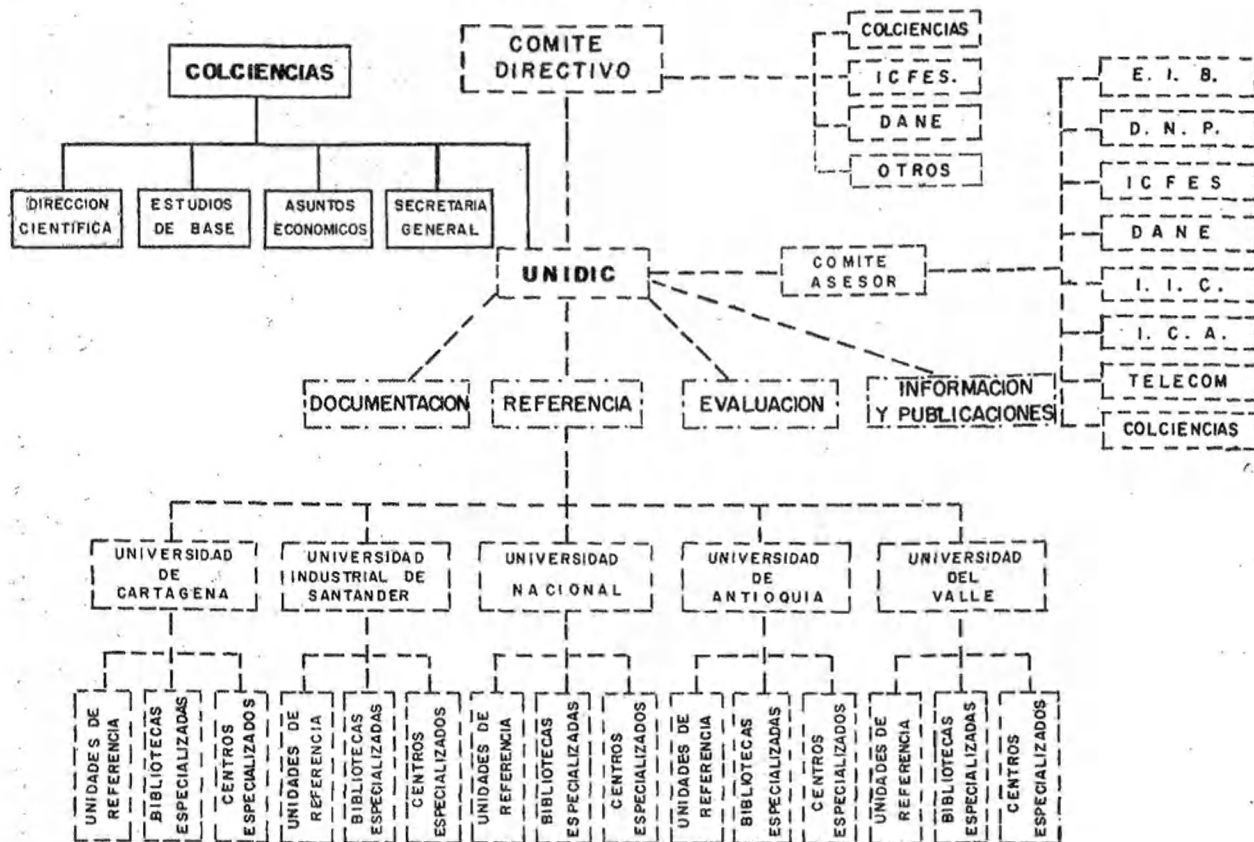 COLCIENCIAS
COMITE
DIRECTIVO
COLCIENCIAS
ICFES.
DANE
OTROS
E. I. B.
D. N. P.
ICFES
DANE
I. I. C.
I. C. A.
TELECOM
COLCIENCIAS
DIRECCION
CIENTÍFICA
ESTUDIOS
DE BASE
ASUNTOS
ECONOMICOS
SECRETARIA
GENERAL
UNIDIC
COMITE
ASESOR
DOCUMENTACION
REFERENCIA
EVALUACION
INFORMACION
Y PUBLICACIONES
UNIVERSIDAD
DE
CARTAGENA
UNIVERSIDAD
INDUSTRIAL DE
SANTANDER
UNIVERSIDAD
NACIONAL
UNIVERSIDAD
DE
ANTIOQUIA
UNIVERSIDAD
DEL
VALLE
UNIDADES DE
REFERENCIA
BIBLIOTECAS
ESPECIALIZADAS
CENTROS
ESPECIALIZADOS
UNIDADES DE
REFERENCIA
BIBLIOTECAS
ESPECIALIZADAS
CENTROS
ESPECIALIZADOS
UNIDADES DE
REFERENCIA
BIBLIOTECAS
ESPECIALIZADAS
CENTROS
ESPECIALIZADOS
UNIDADES DE
REFERENCIA
BIBLIOTECAS
ESPECIALIZADAS
CENTROS
ESPECIALIZADOS
UNIDADES DE
REFERENCIA
BIBLIOTECAS
ESPECIALIZADAS
CENTROS
ESPECIALIZADOS